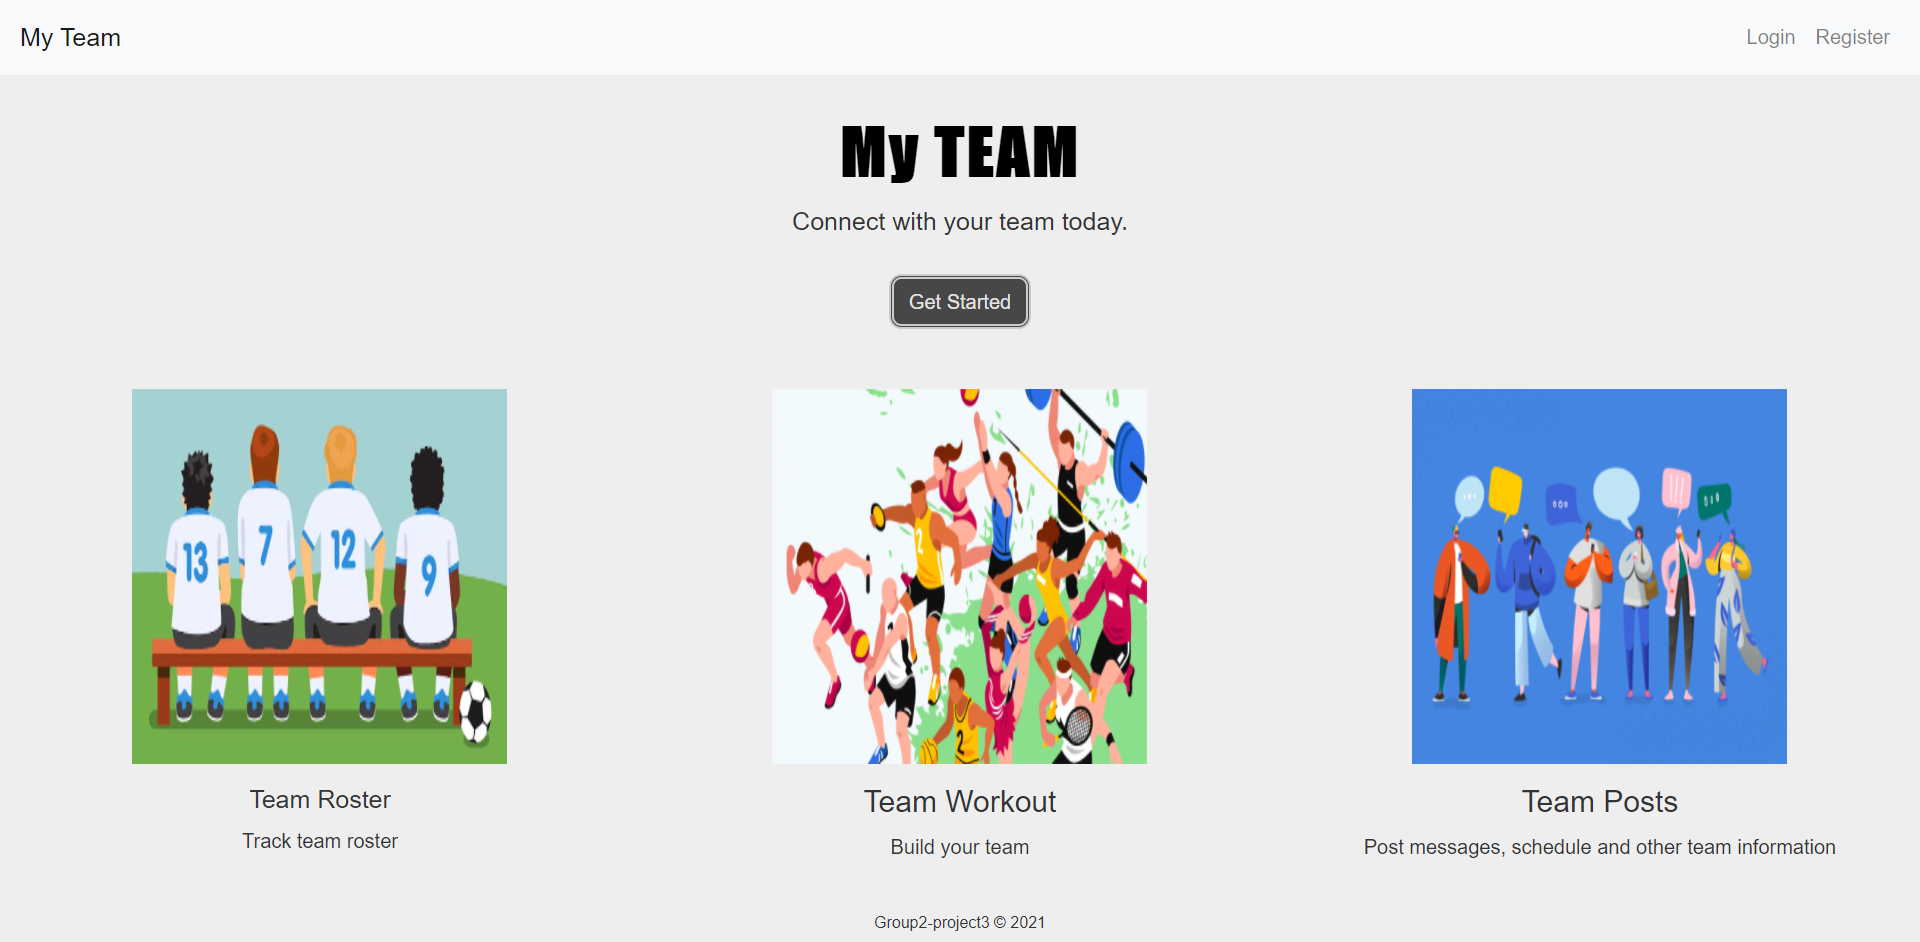 My Team
Login Register
My TEAM
Connect with your team today.
Get Started
13
7
12
9
2
2
Team Roster
Track team roster
Team Workout
Build your team
Team Posts
Post messages, schedule and other team information
Group2-project3 © 2021